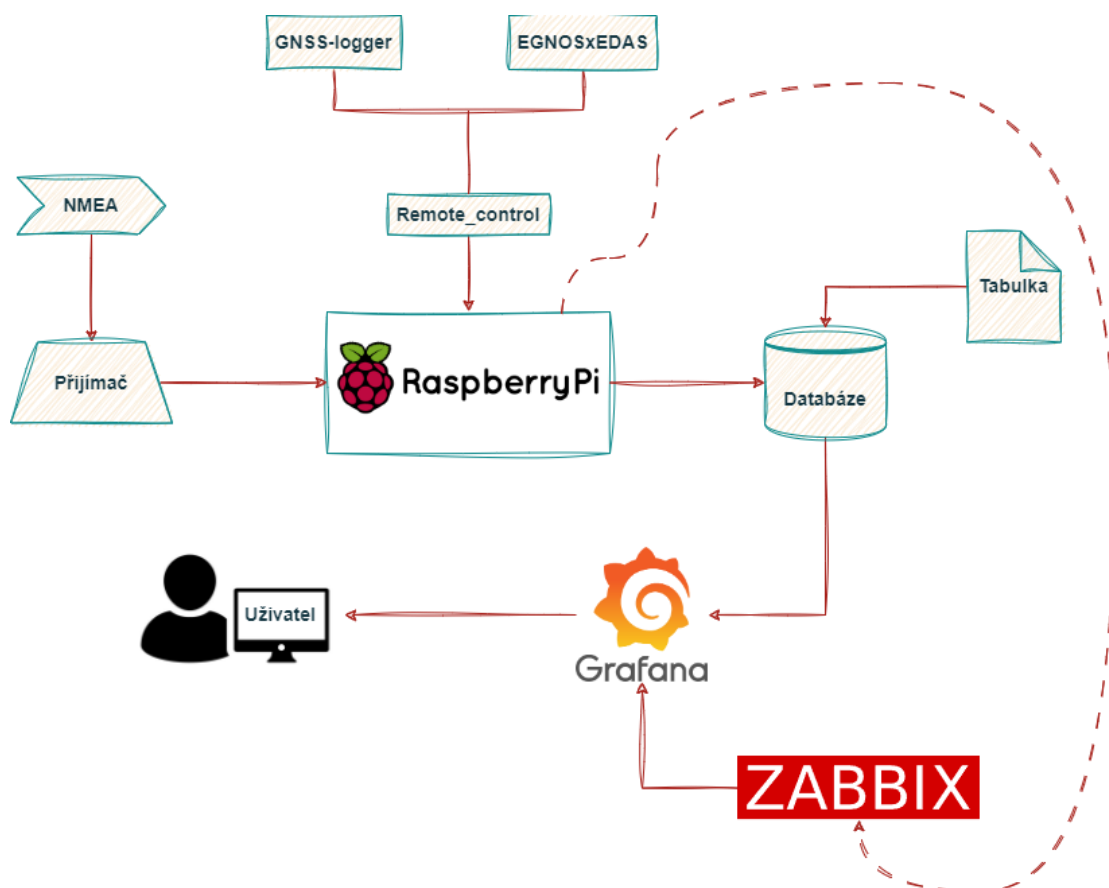 GNSS-logger
EGNOSxEDAS
NMEA
Remote_control
Tabulka
Přijímač
RaspberryPi
Databáze
Uživatel
Grafana
ZABBIX